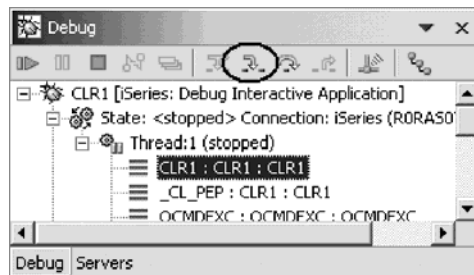 Debug
CLR1 [iSeries: Debug Interactive Application]
State: <stopped> Connection: iSeries (RORASO
Thread:1 (stopped)
CLR1 : CLR1 : CLR1
_CL_PEP : CLR1 : CLR1
QCMDEXC : QCMDEXC : QCMDEXC
Debug Servers